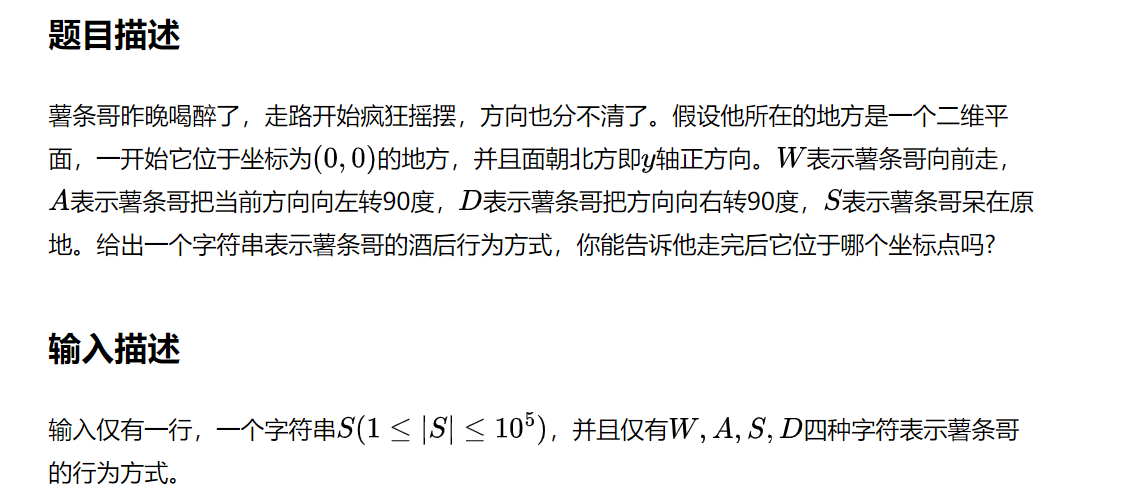 题目描述
薯条哥昨晚喝醉了，走路开始疯狂摇摆，方向也分不清了。假设他所在的地方是一个二维平
面，一开始它位于坐标为(0, 0)的地方，并且面朝北方即y轴正方向。W表示薯条哥向前走，
A表示薯条哥把当前方向向左转90度，D表示薯条哥把方向向右转90度，S表示薯条哥呆在原
地。给出一个字符串表示薯条哥的酒后行为方式，你能告诉他走完后它位于哪个坐标点吗?
输入描述
输入仅有一行，一个字符串S(1 ≤ |S| ≤ 10⁵)，并且仅有W, A, S, D四种字符表示薯条哥
的行为方式。